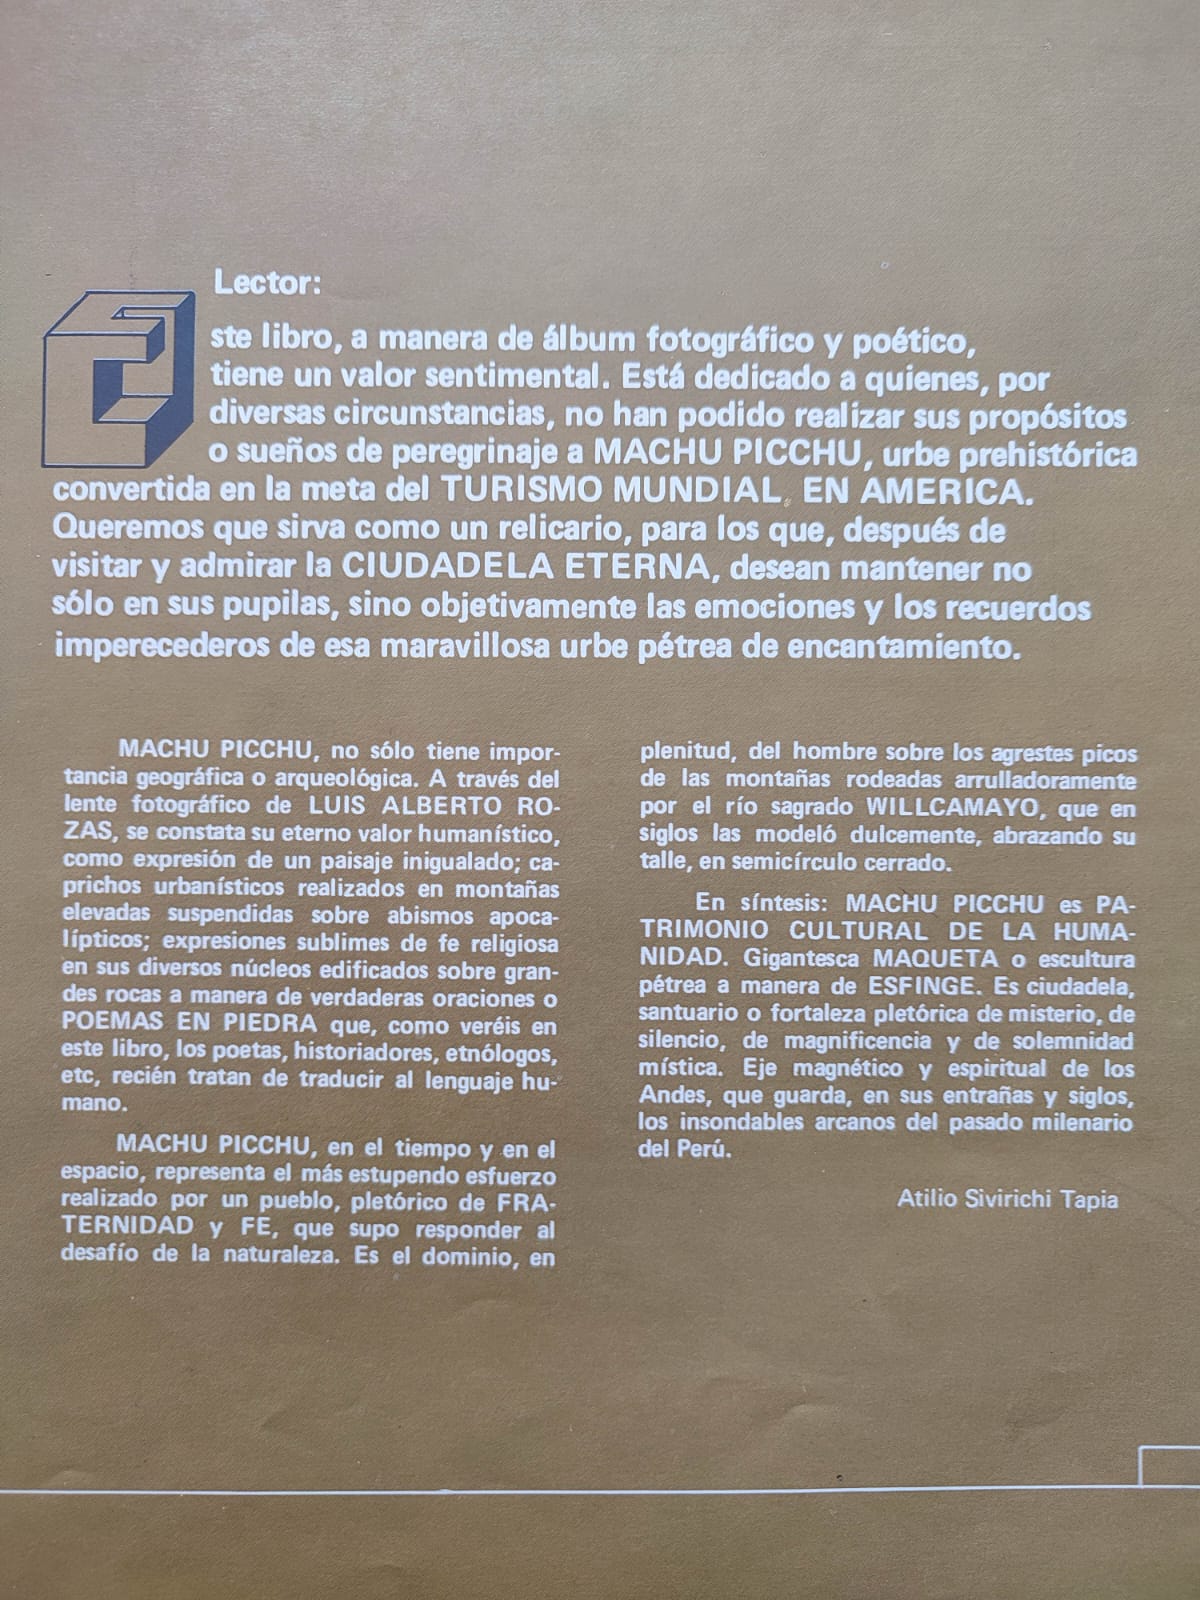 Lector:
Este libro, a manera de álbum fotográfico y poético,
tiene un valor sentimental. Está dedicado a quienes, por
diversas circunstancias, no han podido realizar sus propósitos
o sueños de peregrinaje a MACHU PICCHU, urbe prehistórica
convertida en la meta del TURISMO MUNDIAL EN AMERICA.
Queremos que sirva como un relicario, para los que, después de
visitar y admirar la CIUDADELA ETERNA, desean mantener no
sólo en sus pupilas, sino objetivamente las emociones y los recuerdos
imperecederos de esa maravillosa urbe pétrea de encantamiento.
MACHU PICCHU, no sólo tiene impor-
tancia geográfica o arqueológica. A través del
lente fotográfico de LUIS ALBERTO RO-
ZAS, se constata su eterno valor humanístico,
como expresión de un paisaje inigualado; ca-
prichos urbanísticos realizados en montañas
elevadas suspendidas sobre abismos apoca-
lípticos; expresiones sublimes de fe religiosa
en sus diversos núcleos edificados sobre gran-
des rocas a manera de verdaderas oraciones o
POEMAS EN PIEDRA que, como veréis en
este libro, los poetas, historiadores, etnólogos,
etc, recién tratan de traducir al lenguaje hu-
mano.
MACHU PICCHU, en el tiempo y en el
espacio, representa el más estupendo esfuerzo
realizado por un pueblo, pletórico de FRA-
TERNIDAD y FE, que supo responder al
desafío de la naturaleza. Es el dominio, en
plenitud, del hombre sobre los agrestes picos
de las montañas rodeadas arrulladoramente
por el río sagrado WILLCAMAYO, que en
siglos las modeló dulcemente, abrazando su
talle, en semicírculo cerrado.
En síntesis: MACHU PICCHU es PA-
TRIMONIO CULTURAL DE LA HUMA-
NIDAD. Gigantesca MAQUETA o escultura
pétrea a manera de ESFINGE. Es ciudadela,
santuario o fortaleza pletórica de misterio, de
silencio, de magnificencia y de solemnidad
mística. Eje magnético y espiritual de los
Andes, que guarda, en sus entrañas y siglos,
los insondables arcanos del pasado milenario
del Perú.
Atilio Sivirichi Tapia